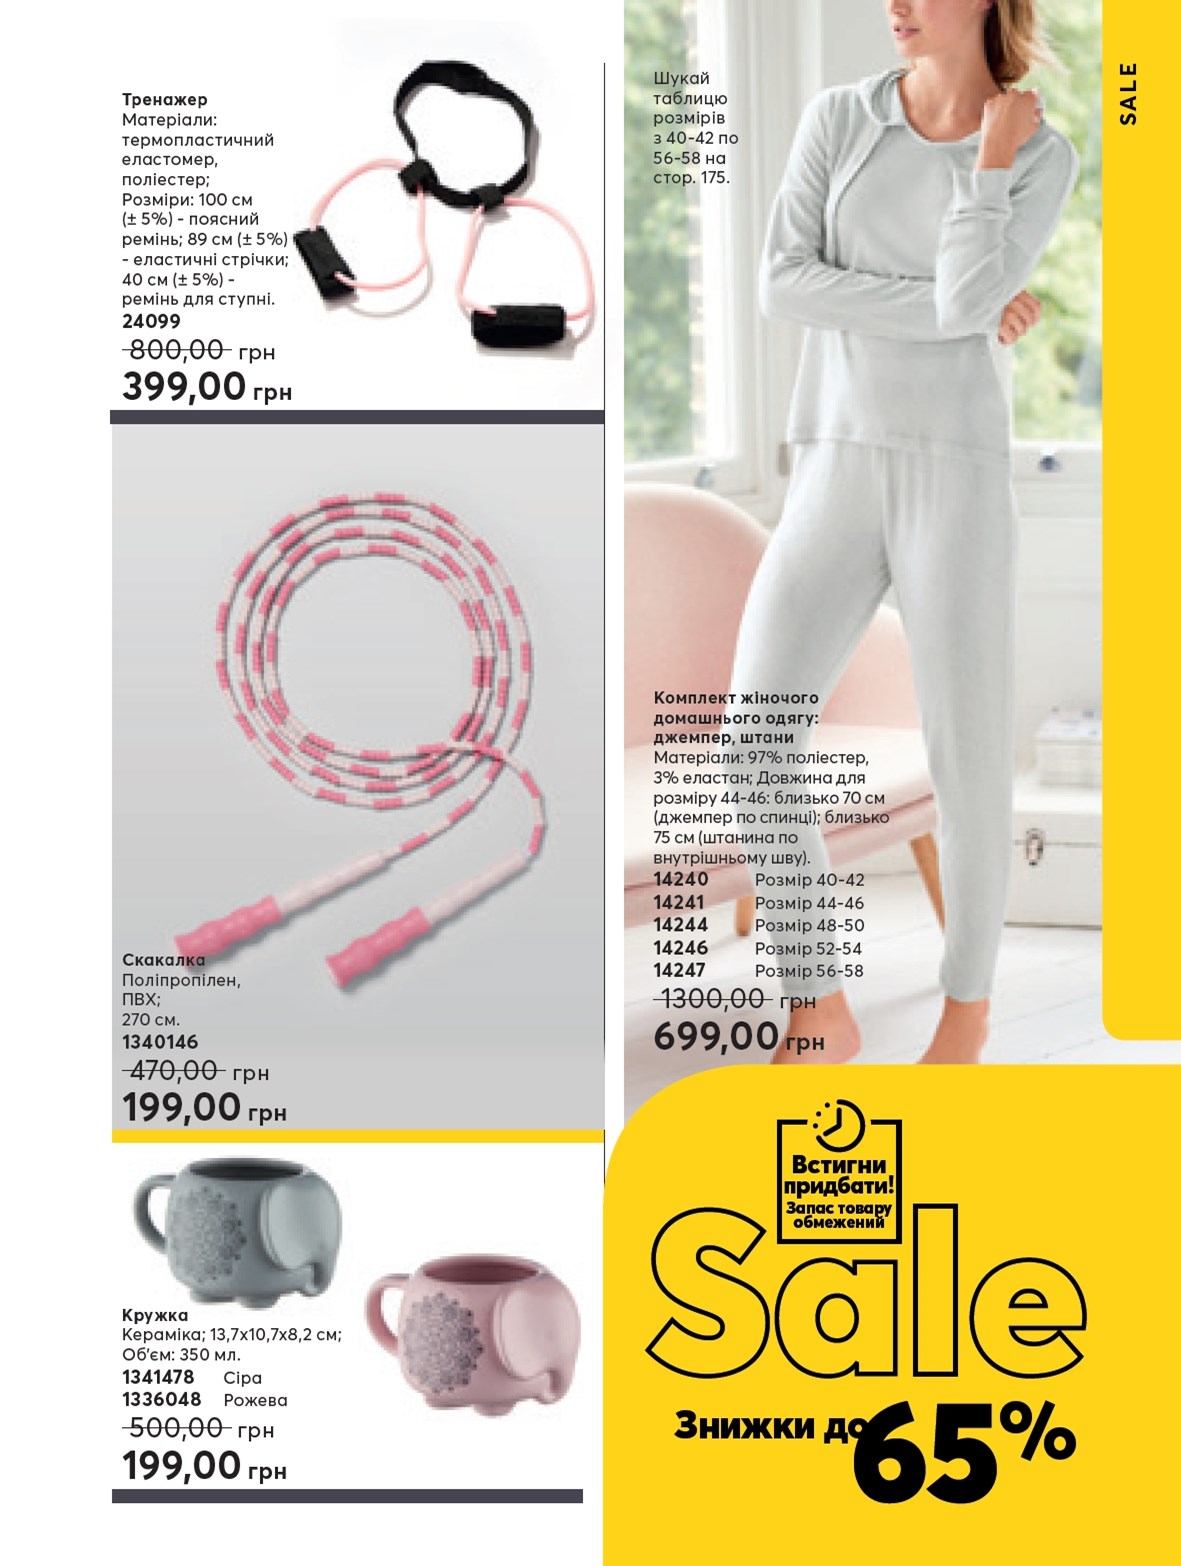 Тренажер
Матеріали:
термопластичний
еластомер,
поліестер;
Розміри: 100 см
(± 5%) - поясний
ремінь; 89 см (± 5%)
- еластичні стрічки;
40 см (± 5%) -
ремінь для ступні.
24099
800,00 грн
399,00 грн
Скакалка
Поліпропілен,
ПВХ;
270 см.
1340146
470,00 грн
199,00 грн
Кружка
Кераміка; 13,7х10,7х8,2 см;
Об'єм: 350 мл.
1341478 Сіра
1336048 Рожева
500,00 грн
199,00 грн
Шукай
таблицю
розмірів
з 40-42 по
56-58 на
стор. 175.
SALE
Комплект жіночого
домашнього одягу:
джемпер, штани
Матеріали: 97% поліестер,
3% еластан; Довжина для
розміру 44-46: близько 70 см
(джемпер по спинці); близько
75 см (штанина по
внутрішньому шву).
14240 Розмір 40-42
14241 Розмір 44-46
14244 Розмір 48-50
14246 Розмір 52-54
14247 Розмір 56-58
1300,00 грн
699,00 грн
Встигни
придбати!
Запас товару
обмежений
Sale
Знижки до 65%